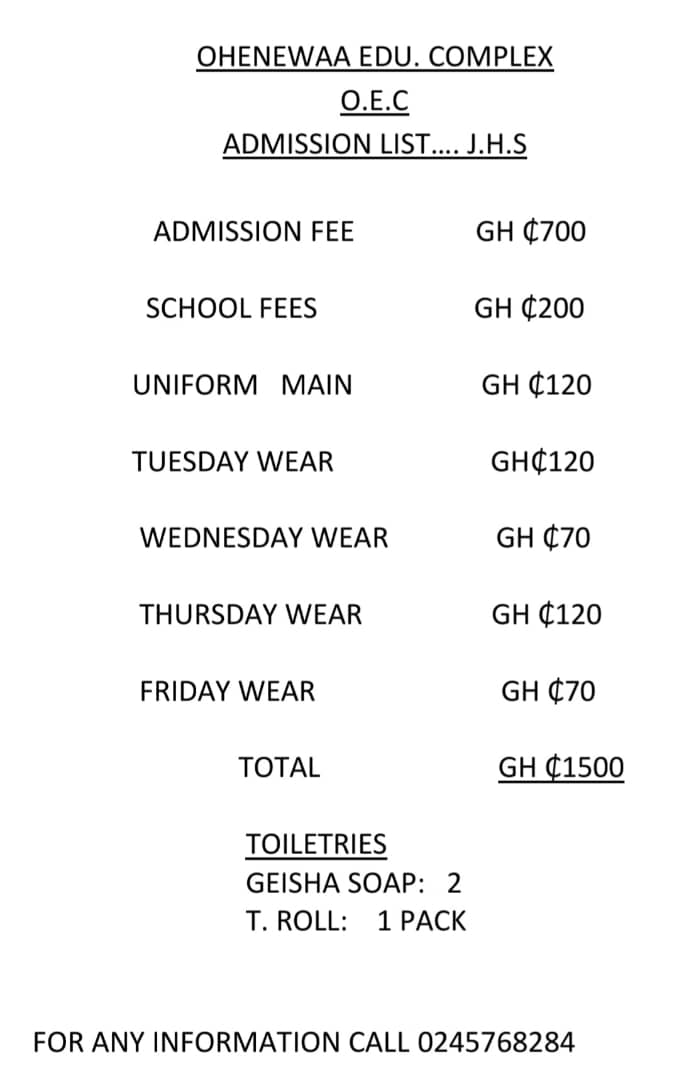 OHENEWAA EDU. COMPLEX
O.E.C
ADMISSION LIST.... J.H.S
ADMISSION FEE GH ₵700
SCHOOL FEES GH ₵200
UNIFORM MAIN GH ₵120
TUESDAY WEAR GH₵120
WEDNESDAY WEAR GH ₵70
THURSDAY WEAR GH ₵120
FRIDAY WEAR GH ₵70
TOTAL GH ₵1500
TOILETRIES
GEISHA SOAP: 2
T. ROLL: 1 PACK
FOR ANY INFORMATION CALL 0245768284